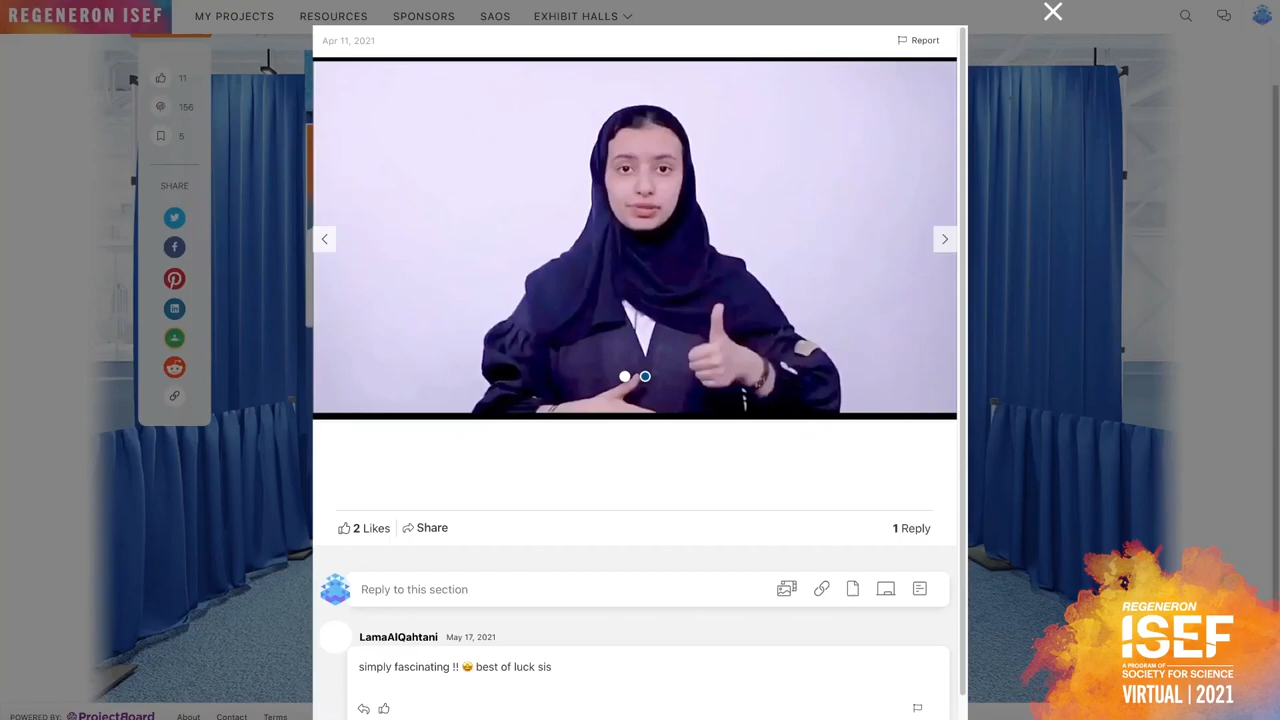 REGENERON ISEF
MY PROJECTS
RESOURCES
SPONSORS
SAOS
EXHIBIT HALLS
Apr 11, 2021
Report
11
156
5
SHARE
2 Likes
Share
1 Reply
Reply to this section
LamaAlQahtani May 17, 2021
simply fascinating !! 🤩 best of luck sis
POWERED BY: ProjectBoard
About
Contact
Terms
REGENERON
ISEF
A PROGRAM OF
SOCIETY FOR SCIENCE
VIRTUAL | 2021